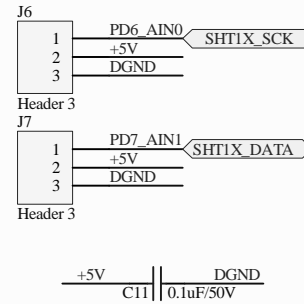 J6
1 PD6_AIN0 SHT1X_SCK
2 +5V
3 DGND
Header 3
J7
1 PD7_AIN1 SHT1X_DATA
2 +5V
3 DGND
Header 3
+5V DGND
C11 0.1uF/50V